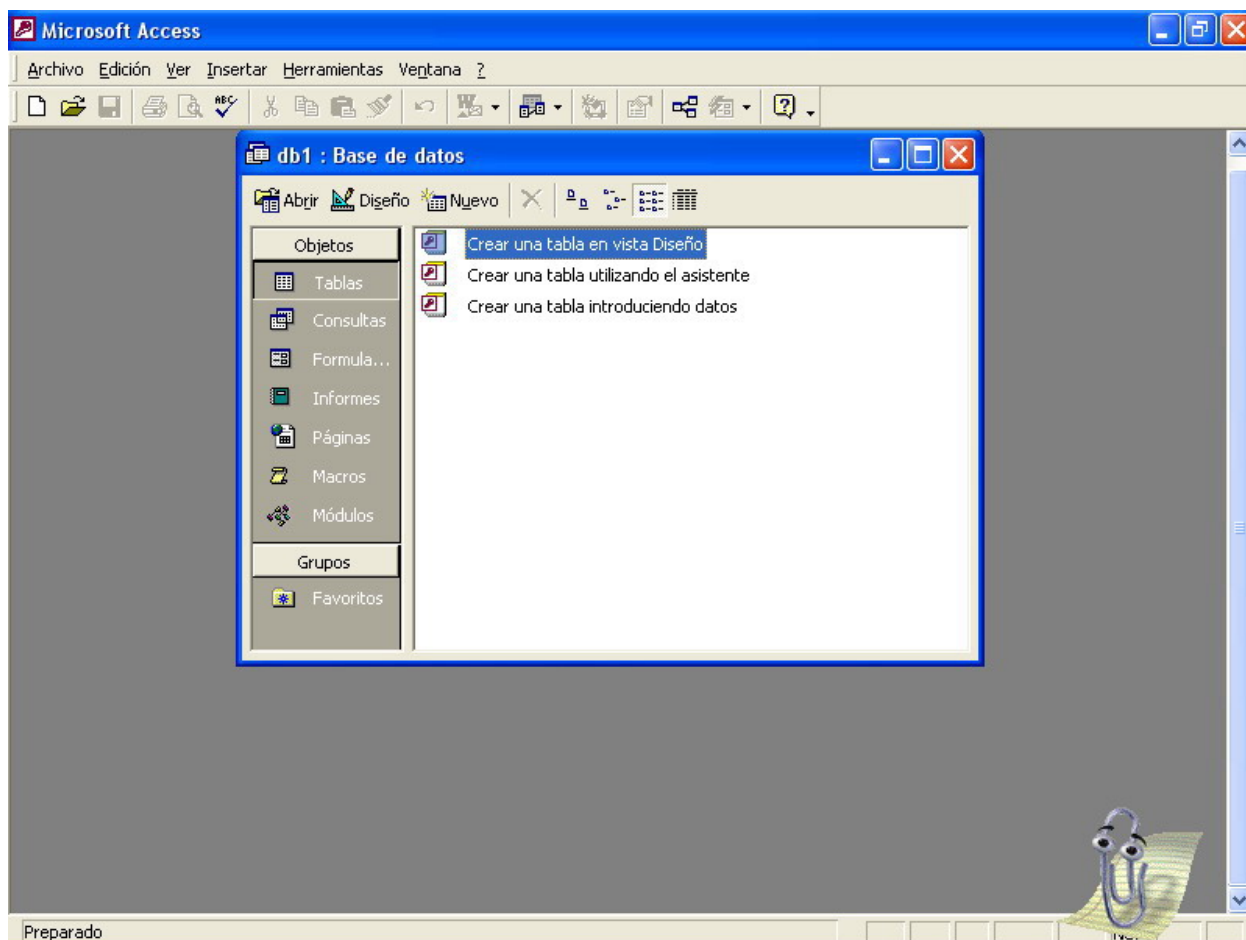 Microsoft Access
Archivo Edición Ver Insertar Herramientas Ventana ?
db1 : Base de datos
Abrir Diseño Nuevo
Objetos
Tablas
Consultas
Formula...
Informes
Páginas
Macros
Módulos
Grupos
Favoritos
Crear una tabla en vista Diseño
Crear una tabla utilizando el asistente
Crear una tabla introduciendo datos
Preparado